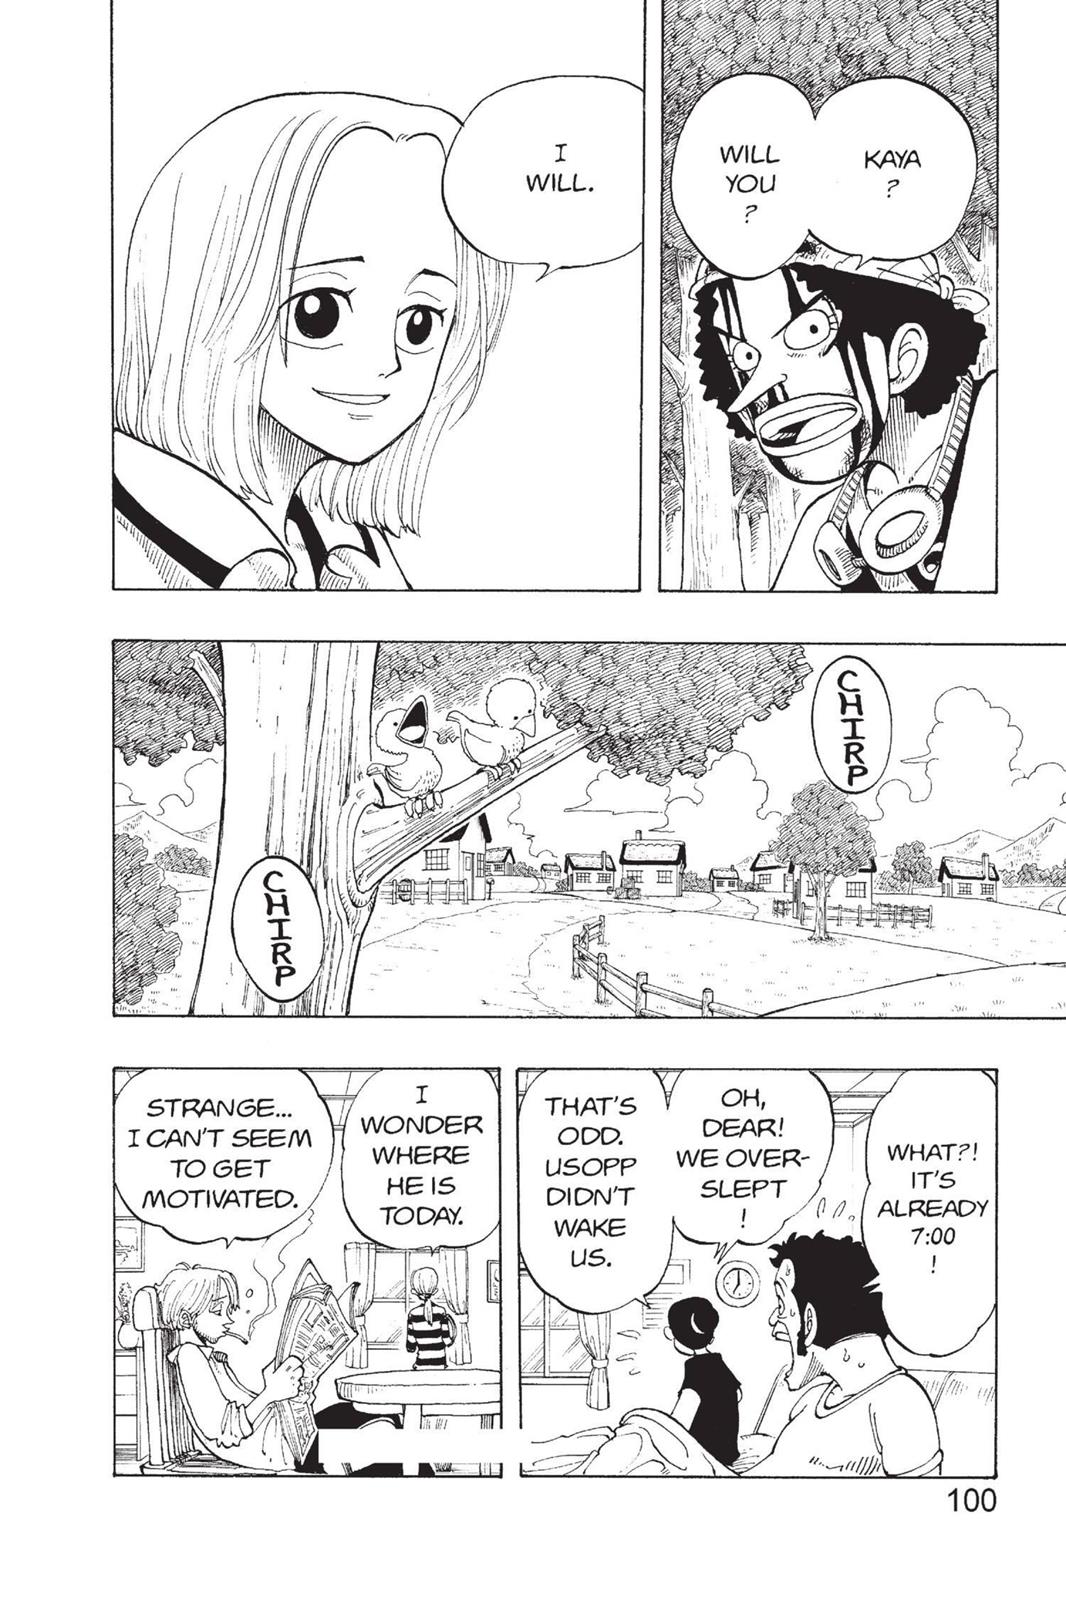 KAYA
?
WILL
YOU
?
I
WILL.
CHIRP
CHIRP
WHAT?!
IT'S
ALREADY
7:00
!
OH,
DEAR!
WE OVER-
SLEPT
!
THAT'S
ODD.
USOPP
DIDN'T
WAKE
US.
I
WONDER
WHERE
HE IS
TODAY.
STRANGE...
I CAN'T SEEM
TO GET
MOTIVATED.
100